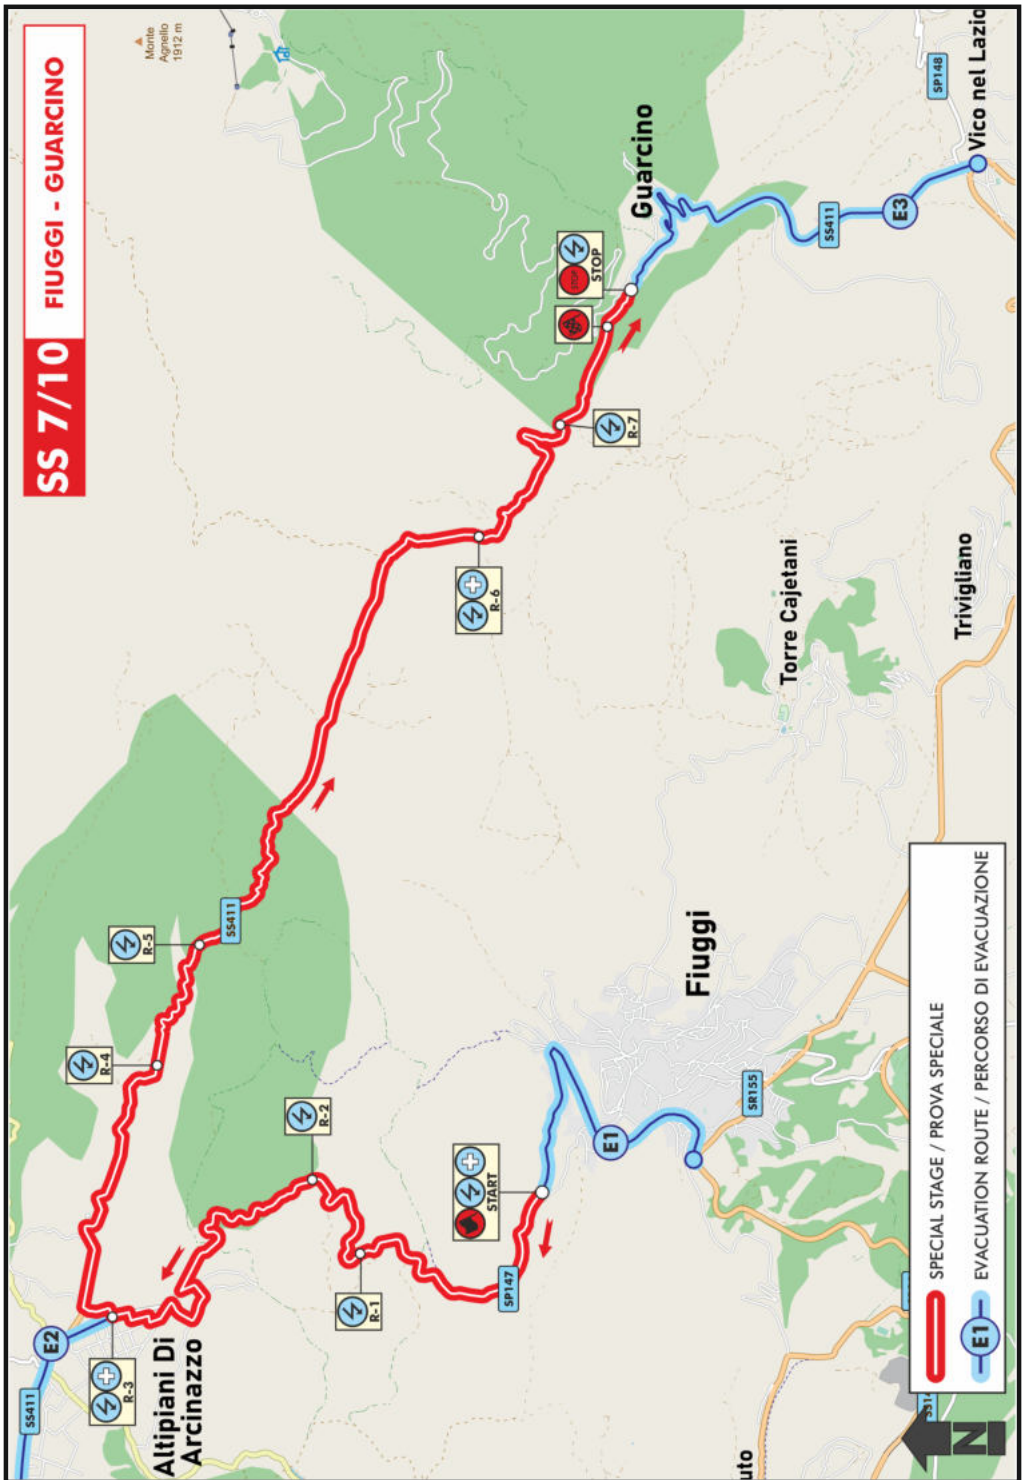 SS 7/10 FIUGGI - GUARCINO
Monte
Agnello
1912 m
SP148
Vico nel Lazio
Guarcino
E3
SS411
STOP
STOP
R-7
R-6
Torre Cajetani
Trivigliano
SS411
R-5
R-4
R-2
Fiuggi
SR155
E1
START
SP147
R-1
E2
SS411
R-3
Altipiani Di
Arcinazzo
SPECIAL STAGE / PROVA SPECIALE
E1 EVACUATION ROUTE / PERCORSO DI EVACUAZIONE
N
uto